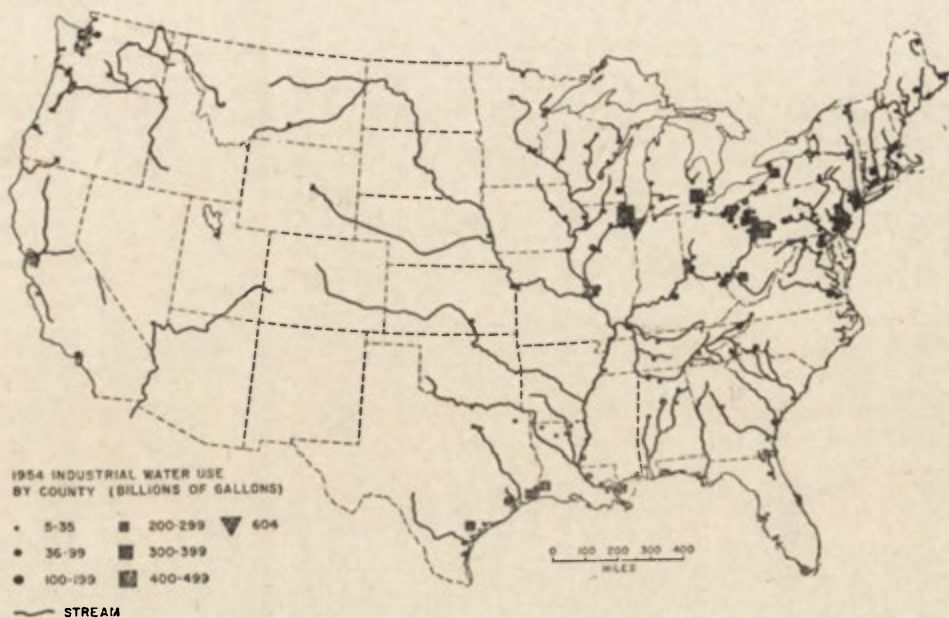 1954 INDUSTRIAL WATER USE
BY COUNTY (BILLIONS OF GALLONS)
5-35
200-299
604
36-99
300-399
100-199
400-499
STREAM
0 100 200 300 400
MILES